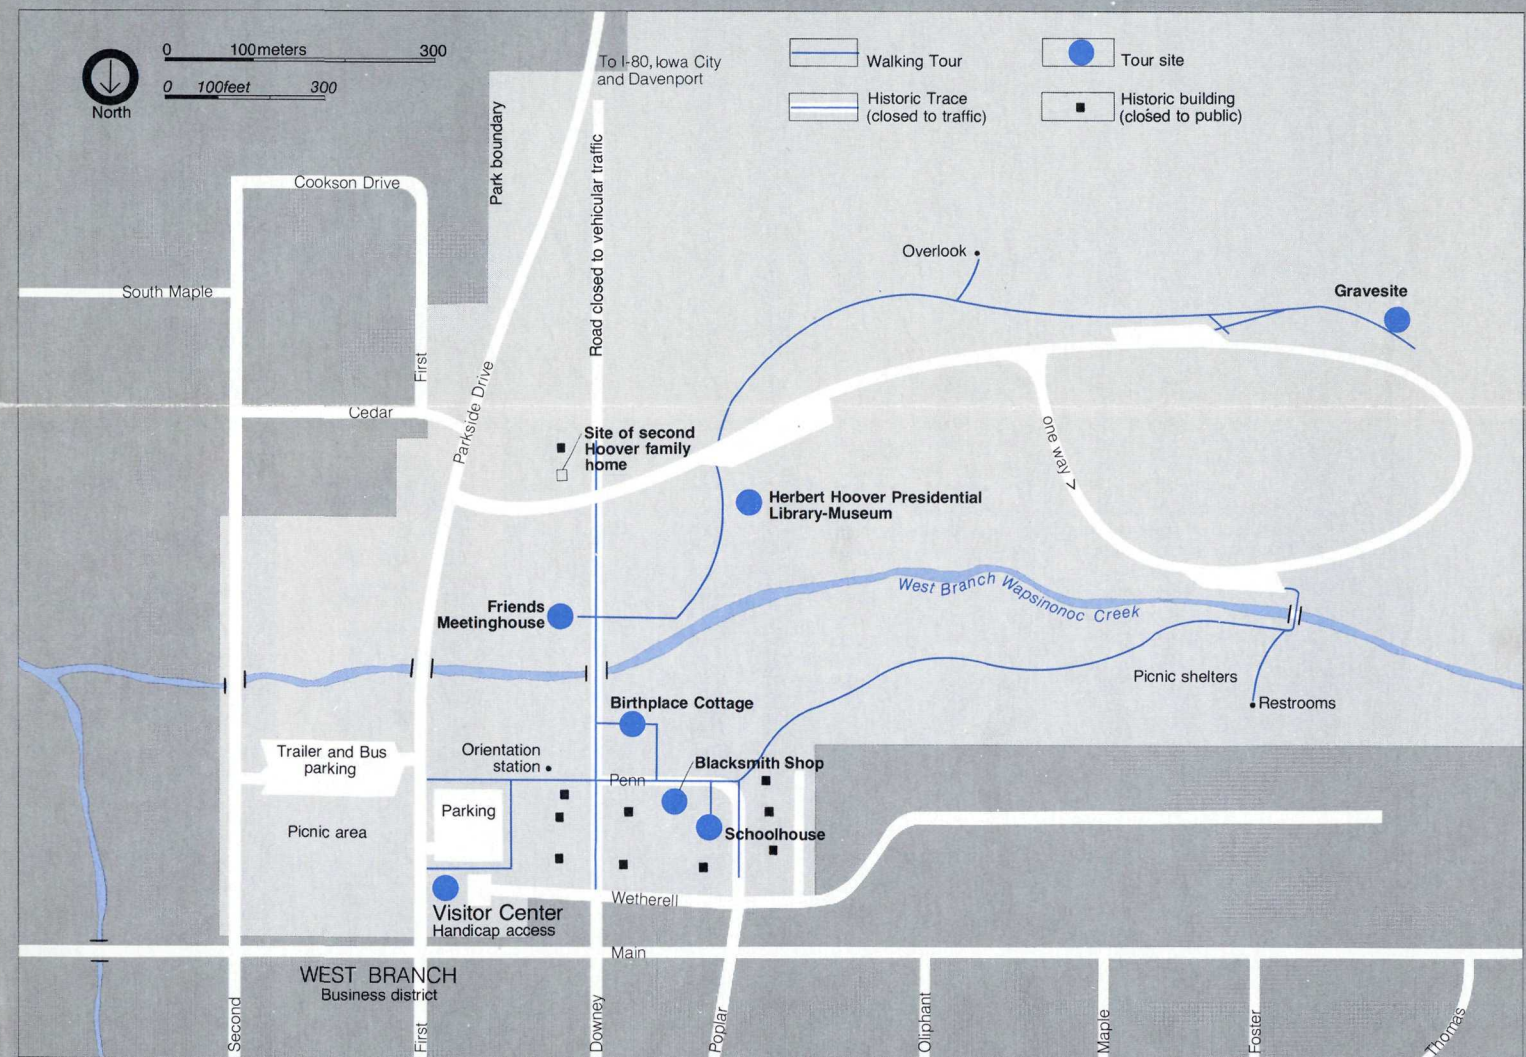 0 100meters 300
0 100feet 300
North
To I-80, Iowa City
and Davenport
Walking Tour
Historic Trace
(closed to traffic)
Tour site
Historic building
(closed to public)
Park boundary
Road closed to vehicular traffic
Cookson Drive
South Maple
First
Cedar
Parkside Drive
Overlook
Gravesite
one way >
Site of second
Hoover family
home
Herbert Hoover Presidential
Library-Museum
West Branch Wapsinonoc Creek
Friends
Meetinghouse
Picnic shelters
Restrooms
Birthplace Cottage
Trailer and Bus
parking
Orientation
station
Penn
Blacksmith Shop
Parking
Picnic area
Schoolhouse
Visitor Center
Handicap access
Wetherell
Main
WEST BRANCH
Business district
Second
First
Downey
Poplar
Oliphant
Maple
Foster
Thomas